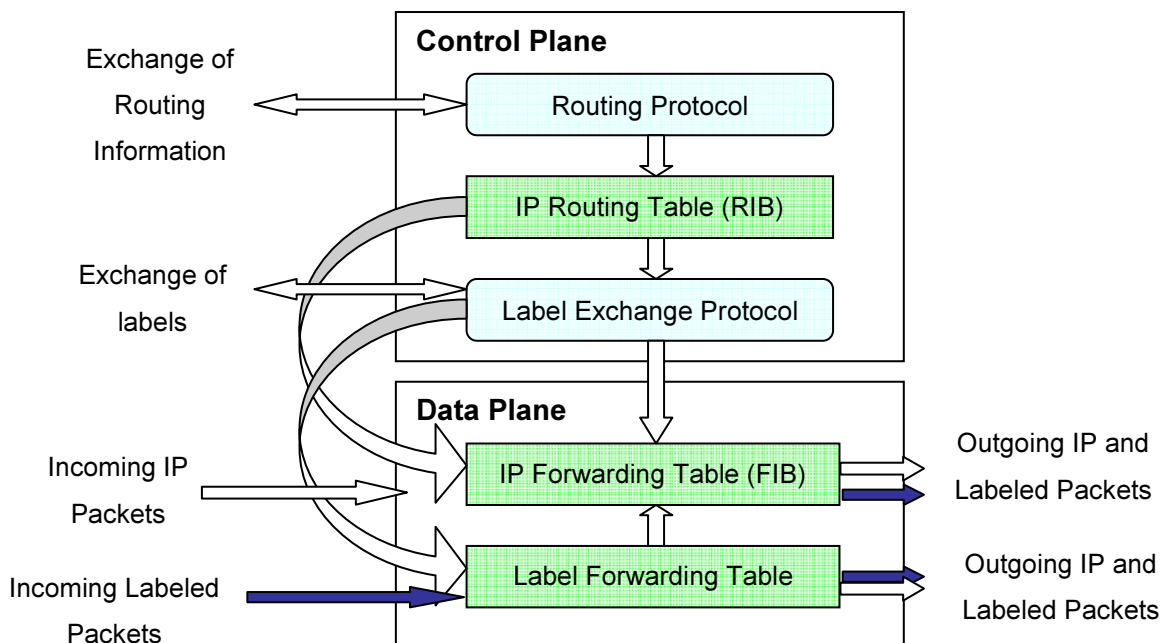 Control Plane
Exchange of
Routing
Information
Routing Protocol
IP Routing Table (RIB)
Exchange of
labels
Label Exchange Protocol
Data Plane
Incoming IP
Packets
IP Forwarding Table (FIB)
Outgoing IP and
Labeled Packets
Incoming Labeled
Packets
Label Forwarding Table
Outgoing IP and
Labeled Packets